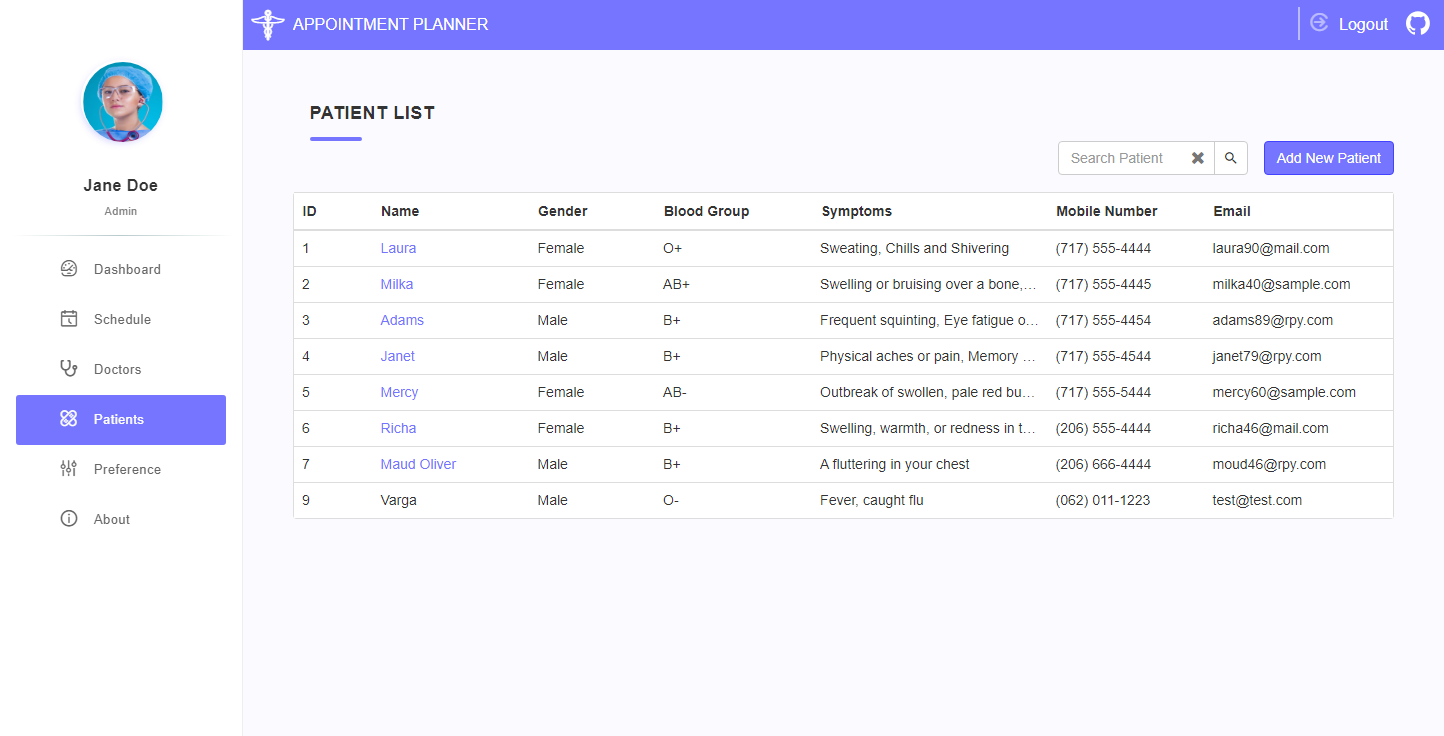 APPOINTMENT PLANNER
Logout
Jane Doe
Admin
Dashboard
Schedule
Doctors
Patients
Preference
About
PATIENT LIST
Search Patient
Add New Patient
ID Name Gender Blood Group Symptoms Mobile Number Email
1 Laura Female O+ Sweating, Chills and Shivering (717) 555-4444 laura90@mail.com
2 Milka Female AB+ Swelling or bruising over a bone,... (717) 555-4445 milka40@sample.com
3 Adams Male B+ Frequent squinting, Eye fatigue o... (717) 555-4454 adams89@rpy.com
4 Janet Male B+ Physical aches or pain, Memory ... (717) 555-4544 janet79@rpy.com
5 Mercy Female AB- Outbreak of swollen, pale red bu... (717) 555-5444 mercy60@sample.com
6 Richa Female B+ Swelling, warmth, or redness in t... (206) 555-4444 richa46@mail.com
7 Maud Oliver Male B+ A fluttering in your chest (206) 666-4444 moud46@rpy.com
9 Varga Male O- Fever, caught flu (062) 011-1223 test@test.com